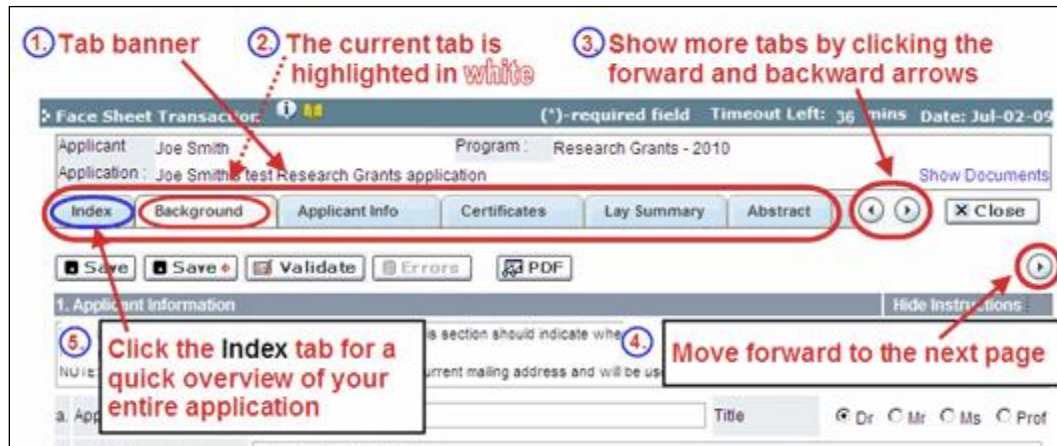 1. Tab banner
2. The current tab is
highlighted in white
3. Show more tabs by clicking the
forward and backward arrows
Face Sheet Transaction (*)-required field Timeout Left: 36 mins Date: Jul-02-09
Applicant Joe Smith Program : Research Grants - 2010
Application : Joe Smith's test Research Grants application Show Documents
Index Background Applicant Info Certificates Lay Summary Abstract X Close
Save Save Validate Errors PDF
1. Applicant Information Hide Instructions
5. Click the Index tab for a
quick overview of your
entire application
s section should indicate whe
4. Move forward to the next page
NOTE
urrent mailing address and will be us
a. App Title Dr Mr Ms Prof